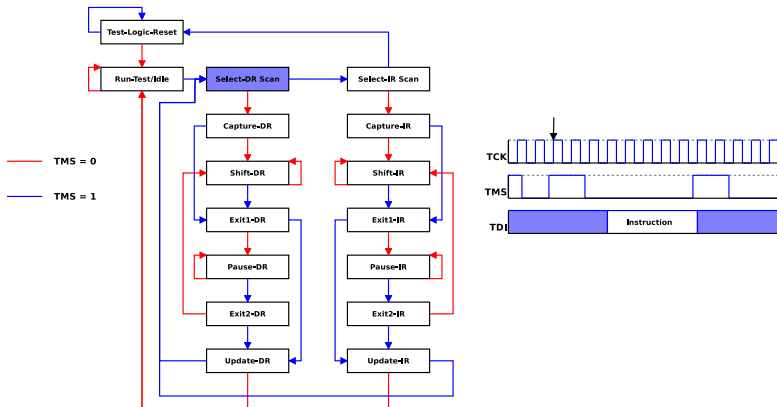 Test-Logic-Reset
Run-Test/Idle
Select-DR Scan
Select-IR Scan
Capture-DR
Capture-IR
TMS = 0
Shift-DR
Shift-IR
TMS = 1
Exit1-DR
Exit1-IR
Pause-DR
Pause-IR
Exit2-DR
Exit2-IR
Update-DR
Update-IR
TCK
TMS
TDI
Instruction